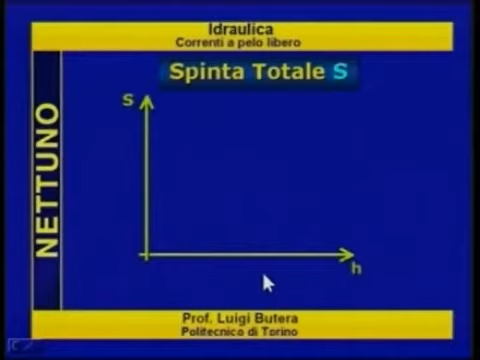 Idraulica
Correnti a pelo libero
Spinta Totale S
NETTUNO
S
h
Prof. Luigi Butera
Politecnico di Torino